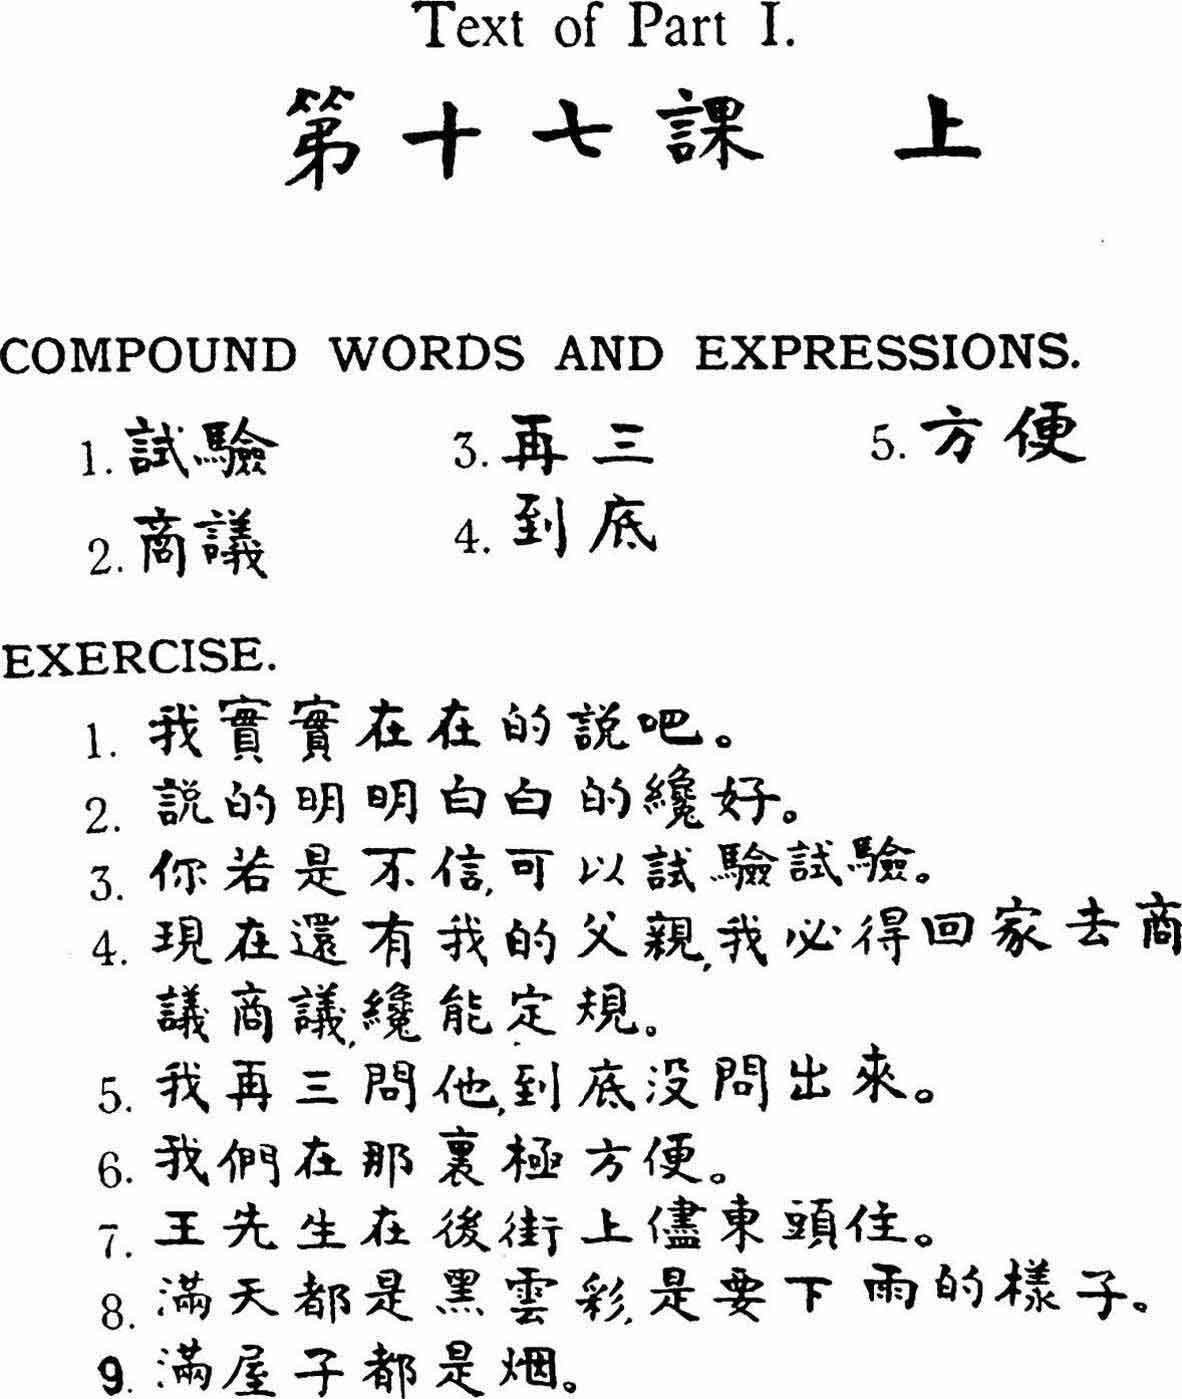 Text of Part I.
第十七課 上
COMPOUND WORDS AND EXPRESSIONS.
1. 試驗 3. 再三 5. 方便
2. 商議 4. 到底
EXERCISE.
1. 我實實在在的説吧。
2. 説的明明白白的纔好。
3. 你若是不信,可以試驗試驗。
4. 現在還有我的父親,我必得回家去商
議商議,纔能定規。
5. 我再三問他,到底没問出來。
6. 我們在那裏極方便。
7. 王先生在後街上儘東頭住。
8. 滿天都是黑雲彩,是要下雨的樣子。
9. 滿屋子都是烟。